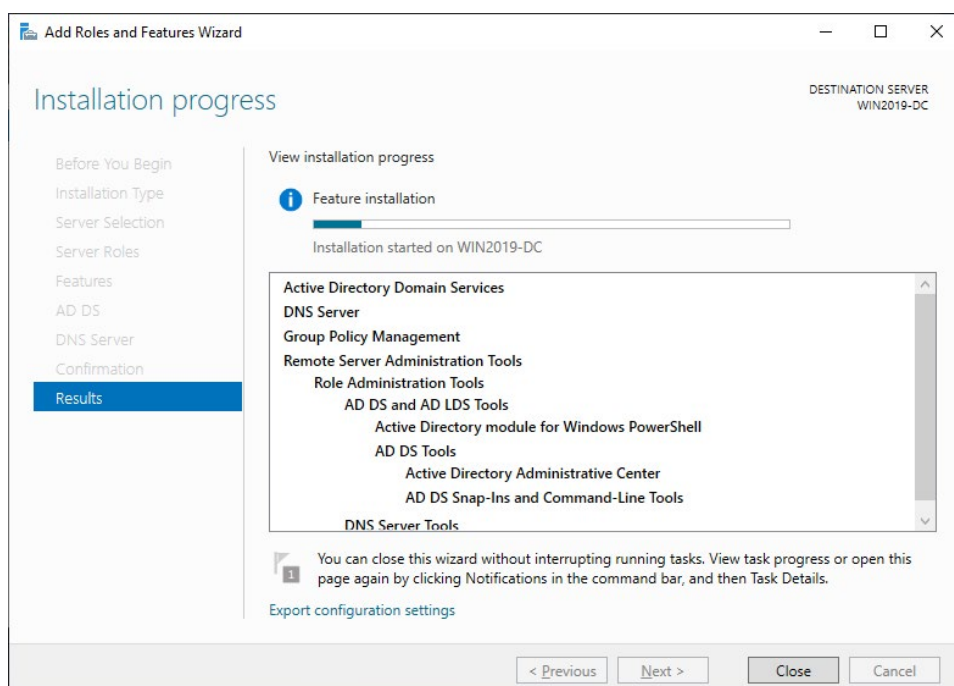 Add Roles and Features Wizard
Installation progress
DESTINATION SERVER
WIN2019-DC
Before You Begin
Installation Type
Server Selection
Server Roles
Features
AD DS
DNS Server
Confirmation
Results
View installation progress
Feature installation
Installation started on WIN2019-DC
Active Directory Domain Services
DNS Server
Group Policy Management
Remote Server Administration Tools
Role Administration Tools
AD DS and AD LDS Tools
Active Directory module for Windows PowerShell
AD DS Tools
Active Directory Administrative Center
AD DS Snap-Ins and Command-Line Tools
DNS Server Tools
1
You can close this wizard without interrupting running tasks. View task progress or open this
page again by clicking Notifications in the command bar, and then Task Details.
Export configuration settings
< Previous
Next >
Close
Cancel